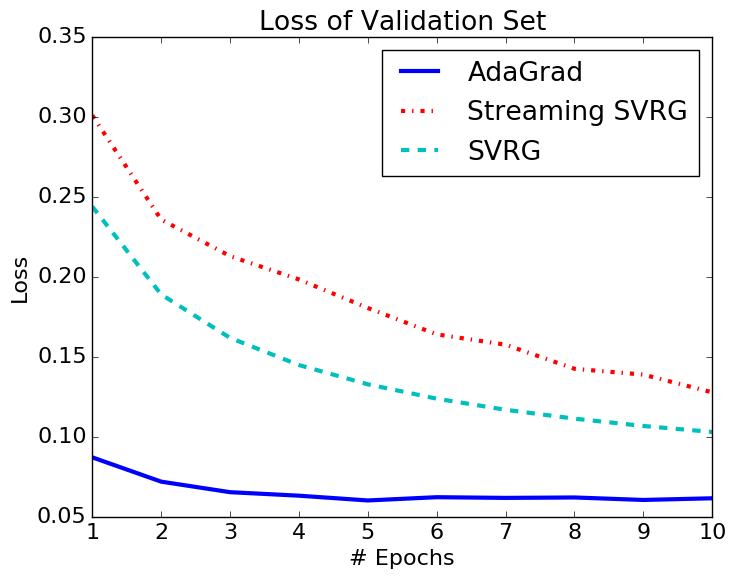 Loss of Validation Set
0.35
0.30
0.25
0.20
0.15
0.10
0.05
Loss
AdaGrad
Streaming SVRG
SVRG
1 2 3 4 5 6 7 8 9 10
# Epochs